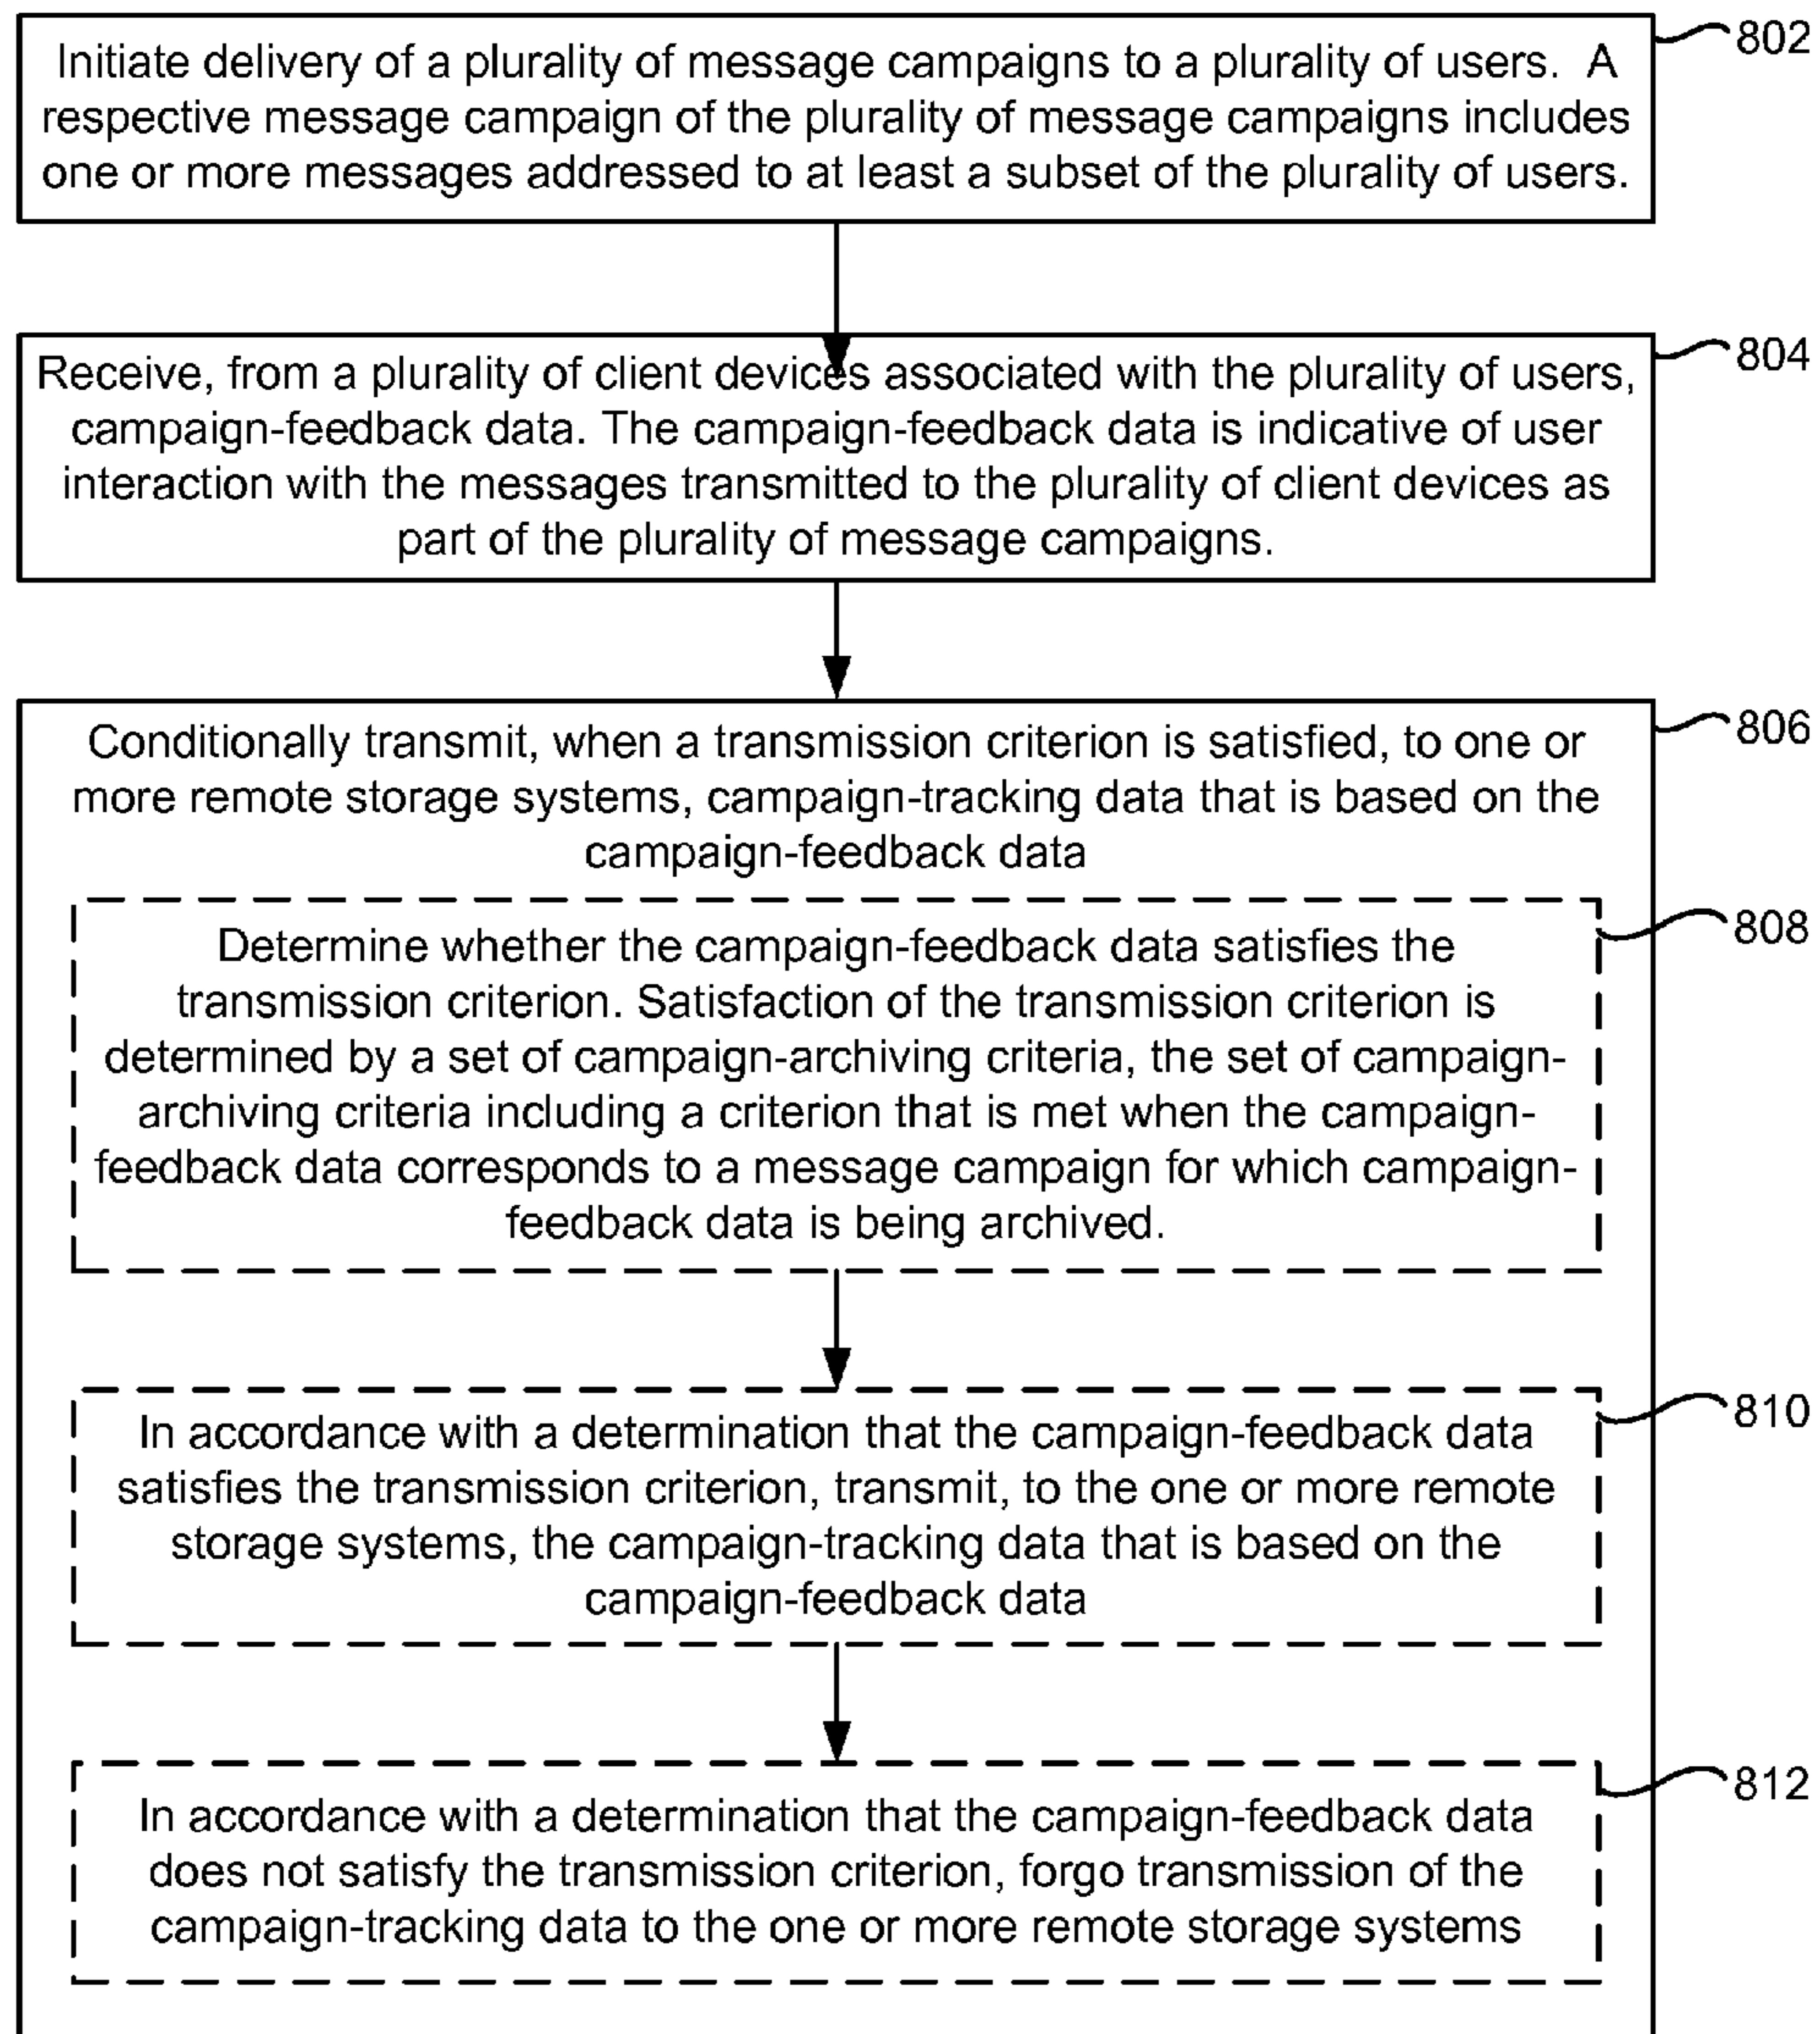 Initiate delivery of a plurality of message campaigns to a plurality of users. A
respective message campaign of the plurality of message campaigns includes
one or more messages addressed to at least a subset of the plurality of users.
802
Receive, from a plurality of client devices associated with the plurality of users,
campaign-feedback data. The campaign-feedback data is indicative of user
interaction with the messages transmitted to the plurality of client devices as
part of the plurality of message campaigns.
804
Conditionally transmit, when a transmission criterion is satisfied, to one or
more remote storage systems, campaign-tracking data that is based on the
campaign-feedback data
806
Determine whether the campaign-feedback data satisfies the
transmission criterion. Satisfaction of the transmission criterion is
determined by a set of campaign-archiving criteria, the set of campaign-
archiving criteria including a criterion that is met when the campaign-
feedback data corresponds to a message campaign for which campaign-
feedback data is being archived.
808
In accordance with a determination that the campaign-feedback data
satisfies the transmission criterion, transmit, to the one or more remote
storage systems, the campaign-tracking data that is based on the
campaign-feedback data
810
In accordance with a determination that the campaign-feedback data
does not satisfy the transmission criterion, forgo transmission of the
campaign-tracking data to the one or more remote storage systems
812